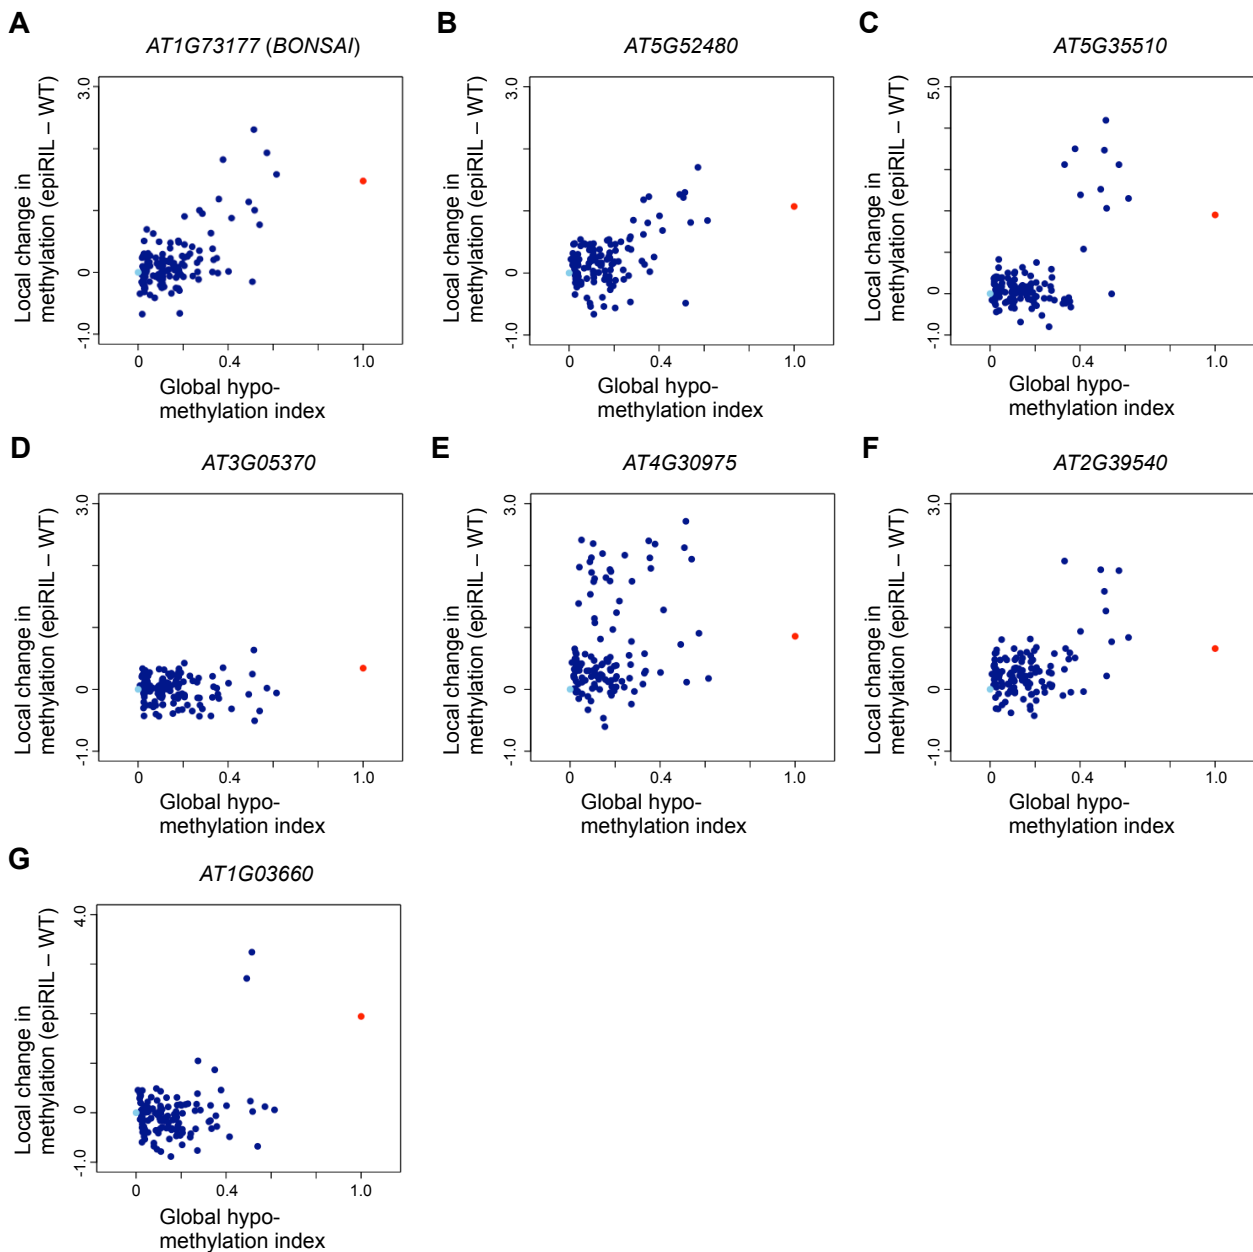 A
AT1G73177 (BONSAI)
Local change in
methylation (epiRIL – WT)
3.0
0
-1.0
0
0.4
1.0
Global hypo-
methylation index
B
AT5G52480
Local change in
methylation (epiRIL – WT)
3.0
0
-1.0
0
0.4
1.0
Global hypo-
methylation index
C
AT5G35510
Local change in
methylation (epiRIL – WT)
5.0
0
-1.0
0
0.4
1.0
Global hypo-
methylation index
D
AT3G05370
Local change in
methylation (epiRIL – WT)
3.0
0
-1.0
0
0.4
1.0
Global hypo-
methylation index
E
AT4G30975
Local change in
methylation (epiRIL – WT)
3.0
0
-1.0
0
0.4
1.0
Global hypo-
methylation index
F
AT2G39540
Local change in
methylation (epiRIL – WT)
3.0
0
-1.0
0
0.4
1.0
Global hypo-
methylation index
G
AT1G03660
Local change in
methylation (epiRIL – WT)
4.0
0
-1.0
0
0.4
1.0
Global hypo-
methylation index